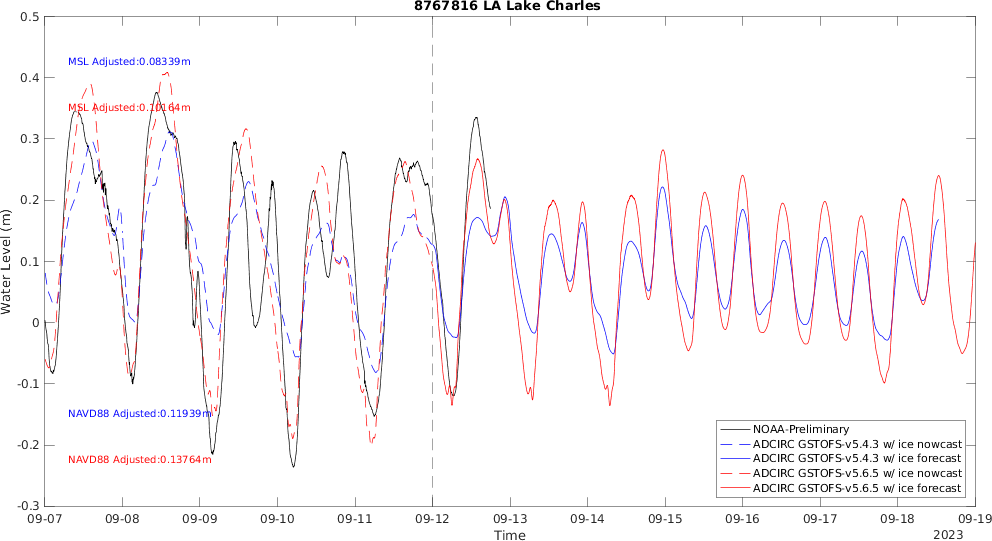 8767816 LA Lake Charles
0.5
0.4
0.3
0.2
0.1
0
-0.1
-0.2
-0.3
Water Level (m)
MSL Adjusted:0.08339m
MSL Adjusted:0.10164m
NAVD88 Adjusted:0.11939m
NAVD88 Adjusted:0.13764m
NOAA-Preliminary
ADCIRC GSTOFS-v5.4.3 w/ ice nowcast
ADCIRC GSTOFS-v5.4.3 w/ ice forecast
ADCIRC GSTOFS-v5.6.5 w/ ice nowcast
ADCIRC GSTOFS-v5.6.5 w/ ice forecast
09-07 09-08 09-09 09-10 09-11 09-12 09-13 09-14 09-15 09-16 09-17 09-18 09-19
Time
2023